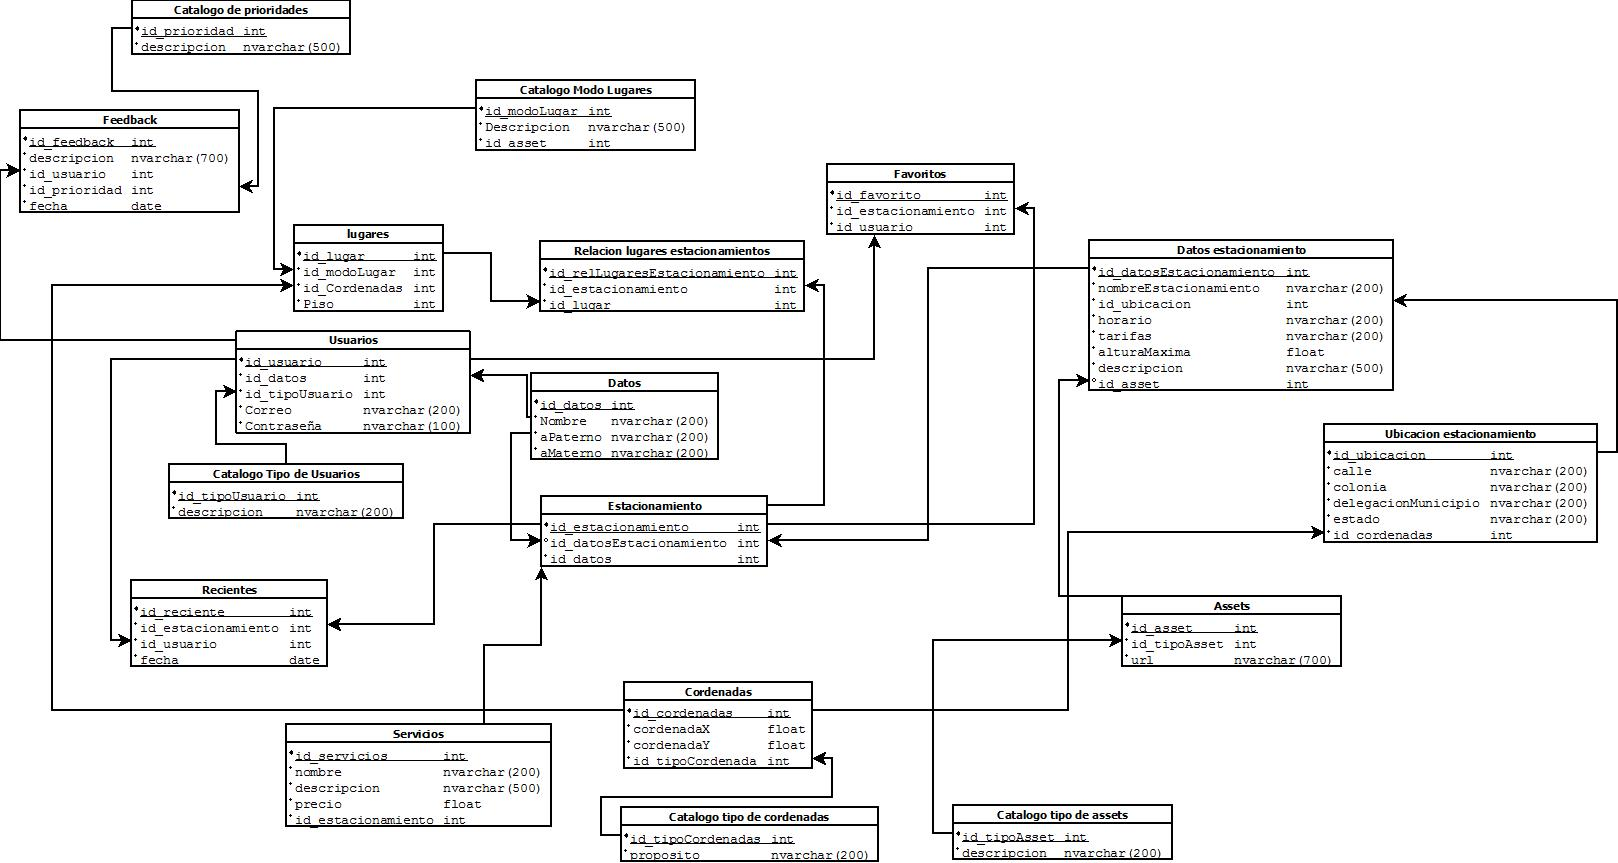 Catalogo de prioridades
id_prioridad int
descripcion nvarchar(500)
Catalogo Modo Lugares
id_modoLugar int
Descripcion nvarchar(500)
id_asset int
Feedback
id_feedback int
descripcion nvarchar(700)
id_usuario int
id_prioridad int
fecha date
Favoritos
id_favorito int
id_estacionamiento int
id_usuario int
lugares
id_lugar int
id_modoLugar int
id_Cordenadas int
Piso int
Relacion lugares estacionamientos
id_relLugaresEstacionamiento int
id_estacionamiento int
id_lugar int
Datos estacionamiento
id_datosEstacionamiento int
nombreEstacionamiento nvarchar(200)
id_ubicacion int
horario nvarchar(200)
tarifas nvarchar(200)
alturaMaxima float
descripcion nvarchar(500)
id_asset int
Usuarios
id_usuario int
id_datos int
id_tipoUsuario int
Correo nvarchar(200)
Contraseña nvarchar(100)
Datos
id_datos int
Nombre nvarchar(200)
aPaterno nvarchar(200)
aMaterno nvarchar(200)
Ubicacion estacionamiento
id_ubicacion int
calle nvarchar(200)
colonia nvarchar(200)
delegacionMunicipio nvarchar(200)
estado nvarchar(200)
id_cordenadas int
Catalogo Tipo de Usuarios
id_tipoUsuario int
descripcion nvarchar(200)
Estacionamiento
id_estacionamiento int
id_datosEstacionamiento int
id_datos int
Recientes
id_reciente int
id_estacionamiento int
id_usuario int
fecha date
Assets
id_asset int
id_tipoAsset int
url nvarchar(700)
Cordenadas
id_cordenadas int
cordenadaX float
cordenadaY float
id_tipoCordenada int
Servicios
id_servicios int
nombre nvarchar(200)
descripcion nvarchar(500)
precio float
id_estacionamiento int
Catalogo tipo de cordenadas
id_tipoCordenadas int
proposito nvarchar(200)
Catalogo tipo de assets
id_tipoAsset int
descripcion nvarchar(200)